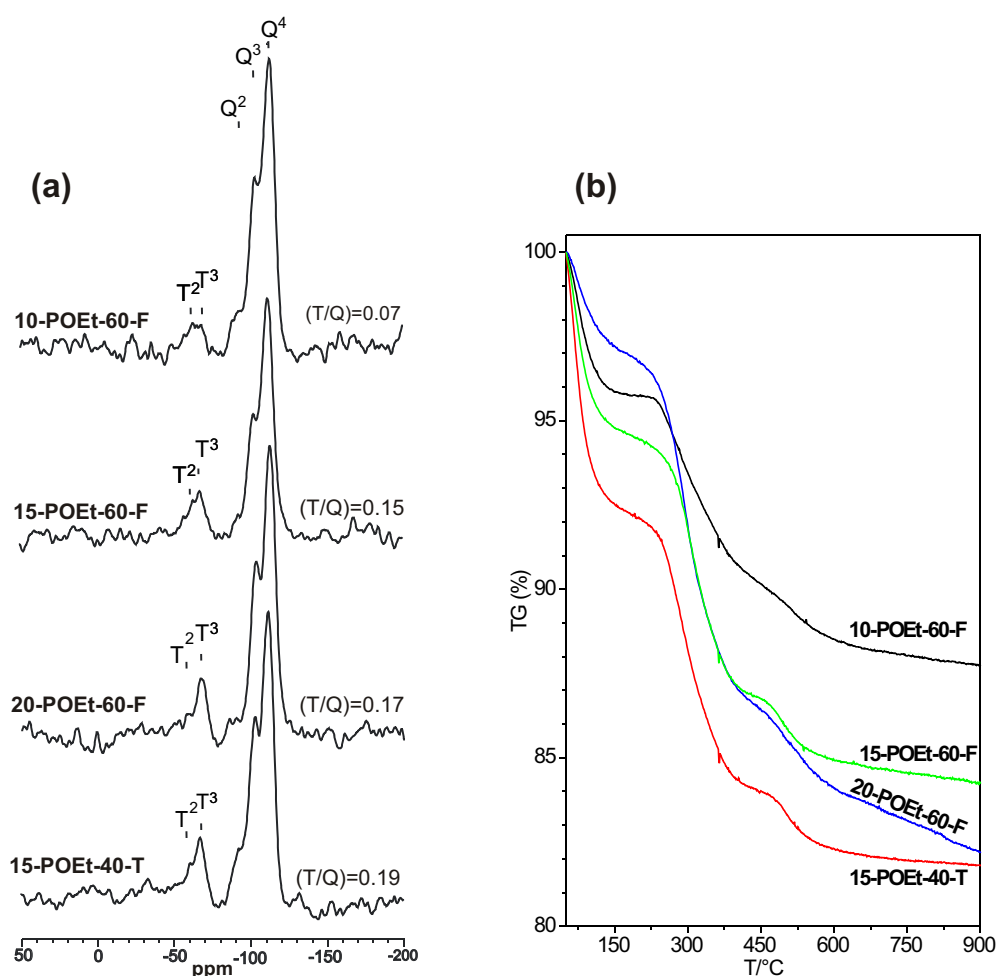 Q⁴
Q³
Q²
(a)
T² T³
10-POEt-60-F
(T/Q)=0.07
T² T³
15-POEt-60-F
(T/Q)=0.15
T² T³
20-POEt-60-F
(T/Q)=0.17
T² T³
15-POEt-40-T
(T/Q)=0.19
50 0 -50 -100 -150 -200
ppm
(b)
100
95
90
85
80
TG (%)
10-POEt-60-F
15-POEt-60-F
20-POEt-60-F
15-POEt-40-T
150 300 450 600 750 900
T/°C